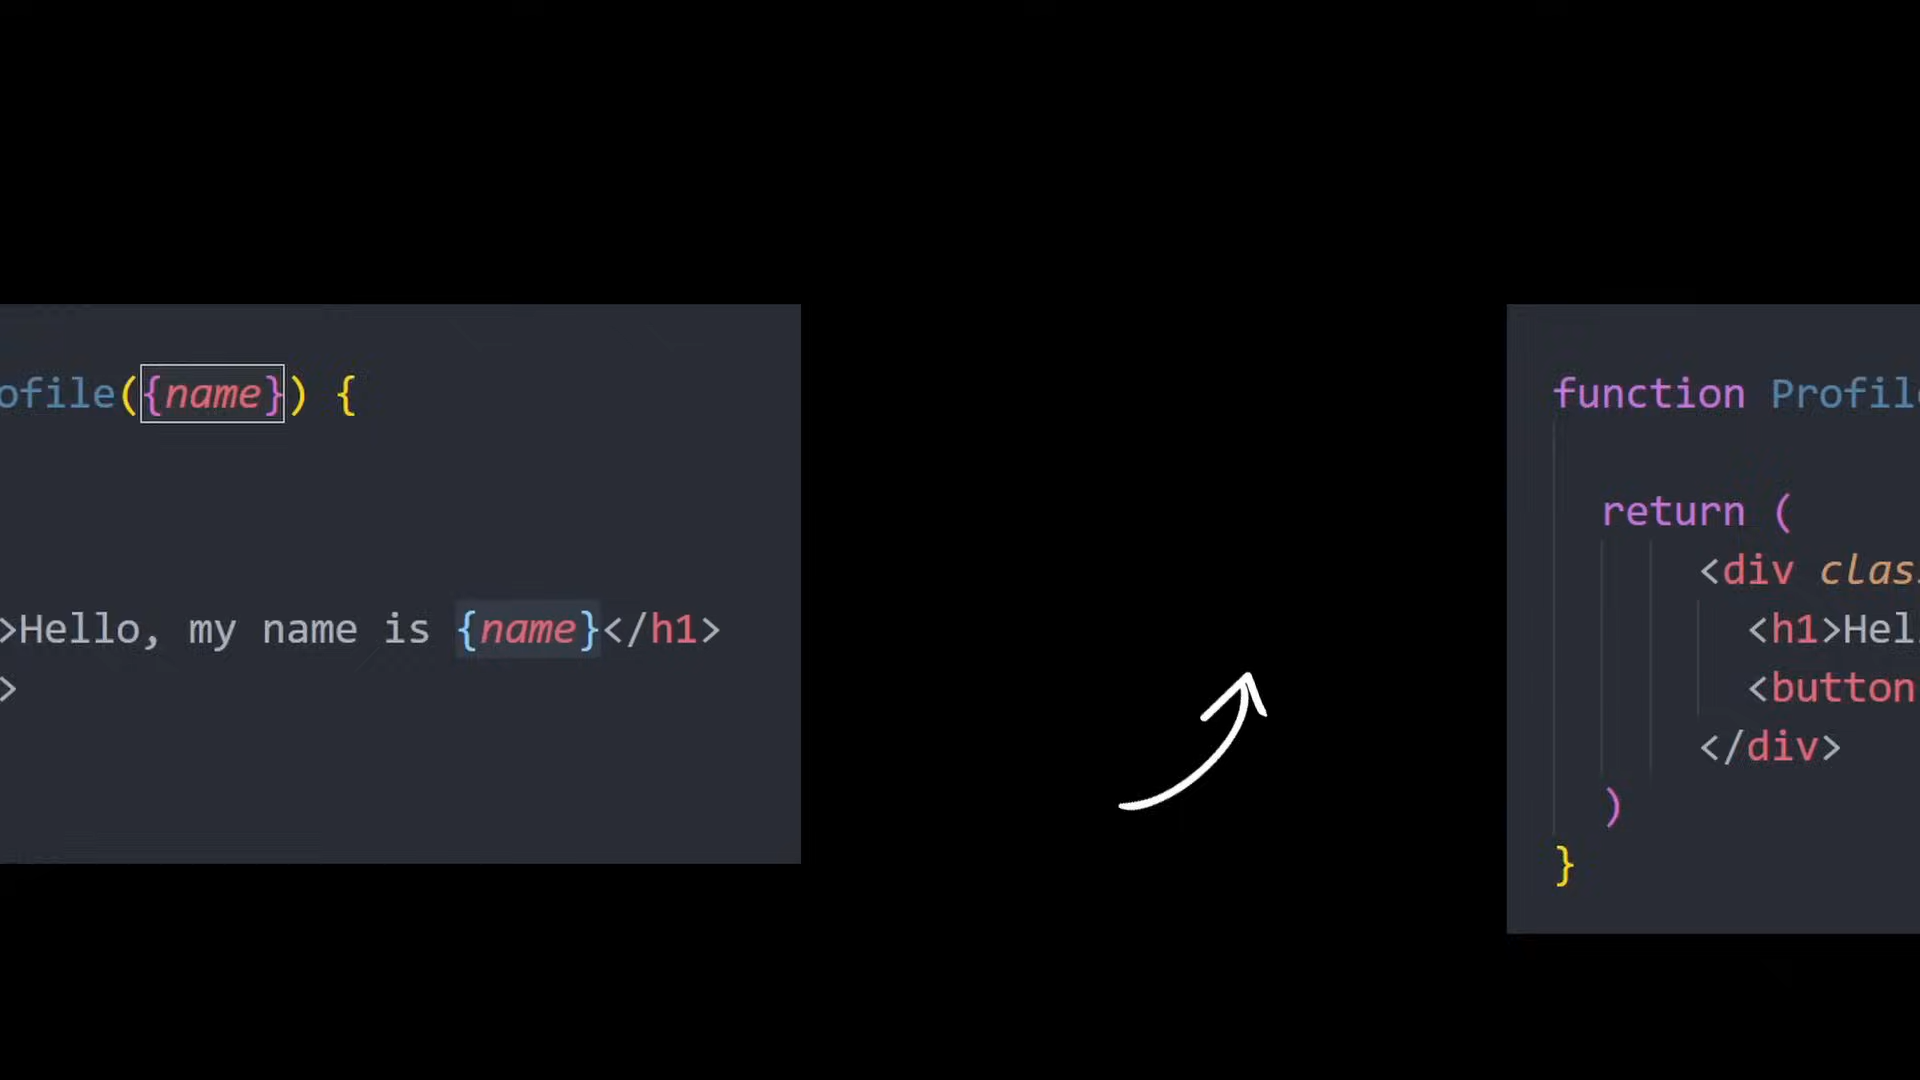 ofile({name}) {
>Hello, my name is {name}</h1>
>
function Profil
return (
<div clas
<h1>Hel
<button
</div>
)
}